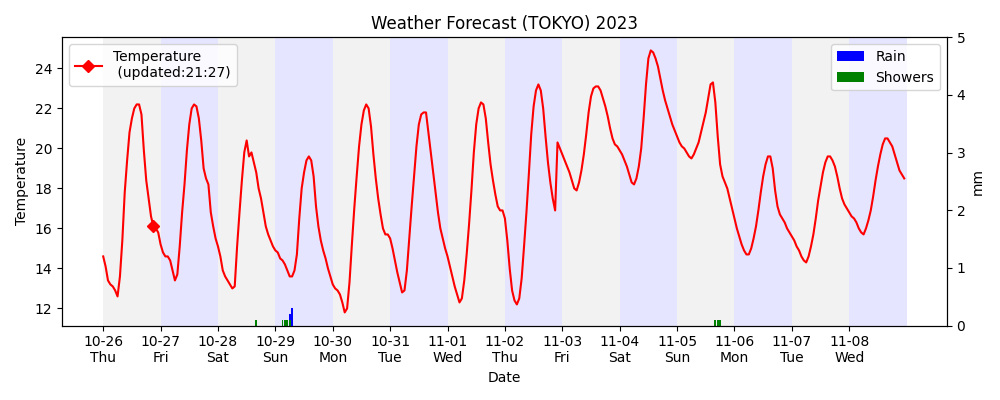 Weather Forecast (TOKYO) 2023
Temperature
(updated:21:27)
Rain
Showers
Temperature
24
22
20
18
16
14
12
5
4
3
2
1
0
mm
10-26 10-27 10-28 10-29 10-30 10-31 11-01 11-02 11-03 11-04 11-05 11-06 11-07 11-08
Thu Fri Sat Sun Mon Tue Wed Thu Fri Sat Sun Mon Tue Wed
Date